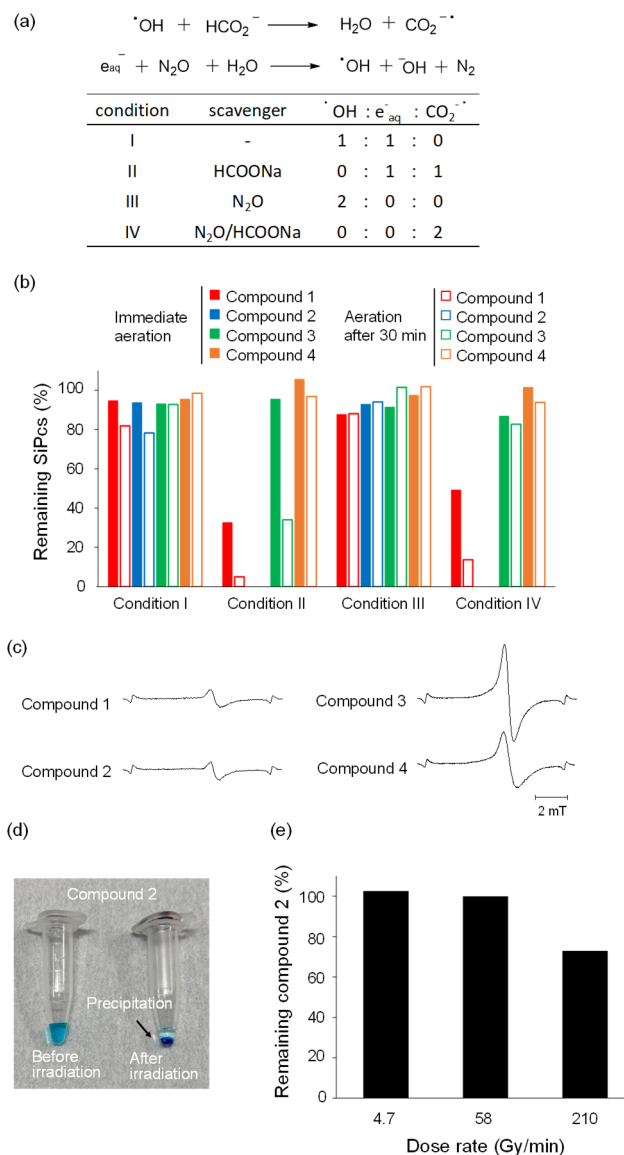 (a)
•OH + HCO₂⁻ → H₂O + CO₂⁻•
eaq⁻ + N₂O + H₂O → •OH + ⁻OH + N₂
condition scavenger •OH : e⁻aq : CO₂⁻•
I - 1 : 1 : 0
II HCOONa 0 : 1 : 1
III N₂O 2 : 0 : 0
IV N₂O/HCOONa 0 : 0 : 2
(b)
Immediate aeration
Compound 1
Compound 2
Compound 3
Compound 4
Aeration after 30 min
Compound 1
Compound 2
Compound 3
Compound 4
Remaining SiPcs (%)
100
80
60
40
20
0
Condition I Condition II Condition III Condition IV
(c)
Compound 1
Compound 2
Compound 3
Compound 4
2 mT
(d)
Compound 2
Precipitation
Before irradiation
After irradiation
(e)
Remaining compound 2 (%)
100
80
60
40
20
0
4.7 58 210
Dose rate (Gy/min)